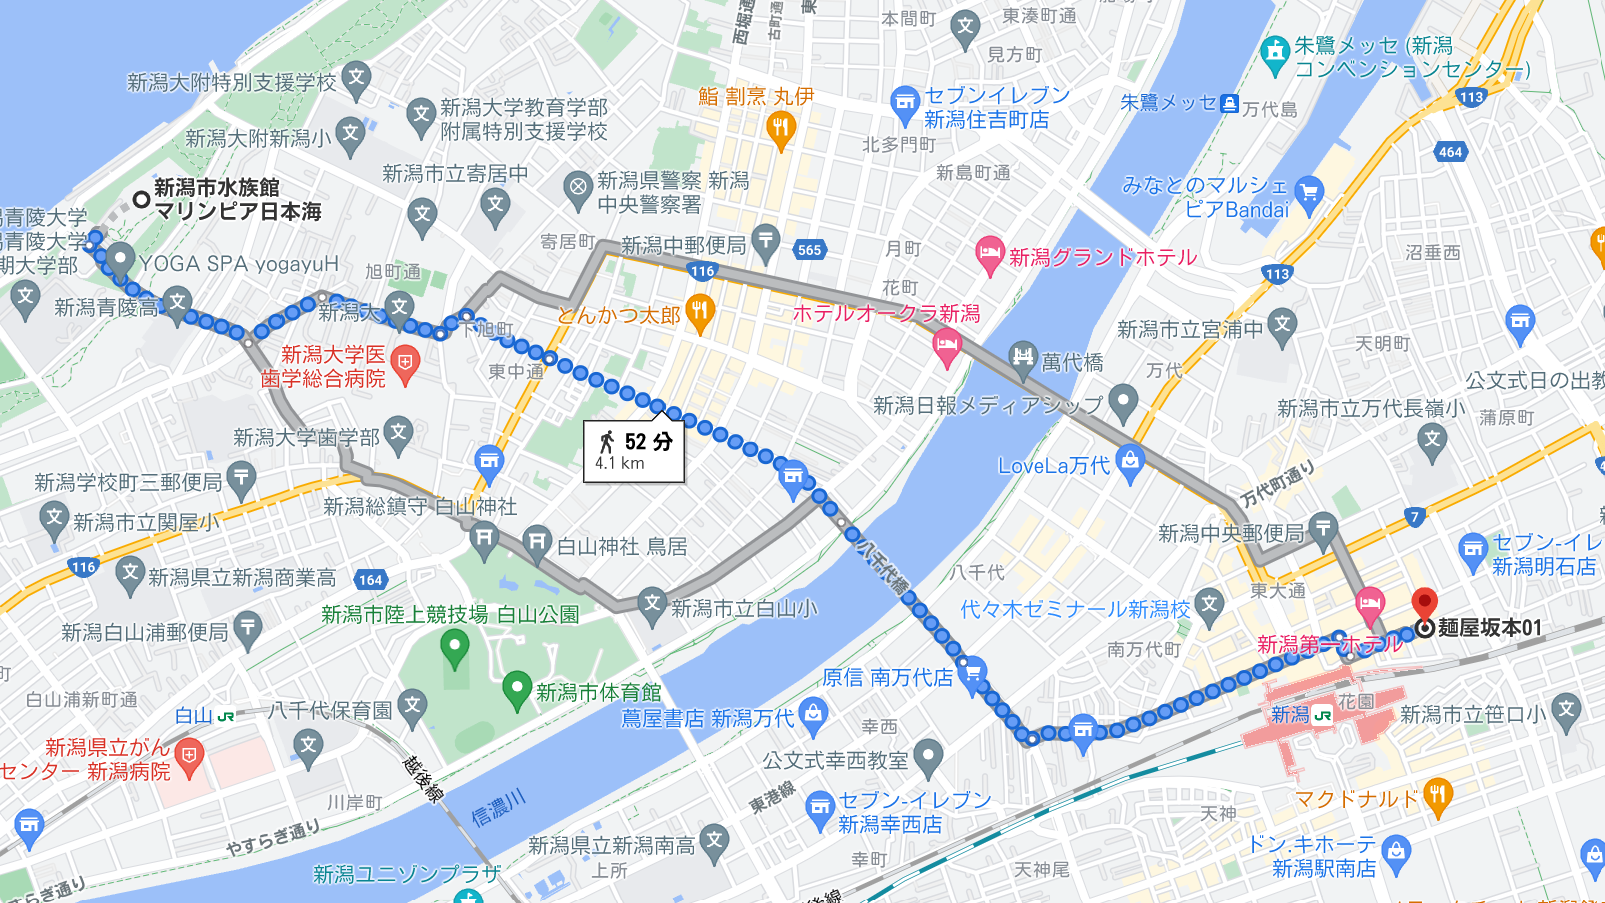 西堀通
古町通
本間町
東湊町通
見方町
朱鷺メッセ (新潟
コンベンションセンター)
113
朱鷺メッセ
万代島
新潟大附特別支援学校
新潟大学教育学部
附属特別支援学校
新潟大附新潟小
鮨 割烹 丸伊
セブンイレブン
新潟住吉町店
北多門町
464
新潟市立寄居中
新潟県警察 新潟
中央警察署
新島町通
みなとのマルシェ
ピアBandai
新潟市水族館
マリンピア日本海
青陵大学
青陵大学
期大学部
YOGA SPA yogayuH
旭町通
寄居町
新潟中郵便局
565
116
月町
新潟グランドホテル
113
沼垂西
花町
新潟青陵高
新潟大
下旭町
とんかつ太郎
ホテルオークラ新潟
新潟市立宮浦中
天明町
新潟大学医
歯学総合病院
東中通
萬代橋
万代
公文式日の出教
新潟日報メディアシップ
新潟市立万代長嶺小
蒲原町
新潟大学歯学部
52 分
4.1 km
LoveLa万代
万代町通り
新潟学校町三郵便局
新潟市立関屋小
新潟総鎮守 白山神社
7
新潟中央郵便局
セブン-イレ
新潟明石店
白山神社 鳥居
八千代橋
八千代
116
新潟県立新潟商業高
164
東大通
代々木ゼミナール新潟校
新潟市陸上競技場 白山公園
新潟市立白山小
新潟白山浦郵便局
麺屋坂本01
新潟第一ホテル
南万代町
原信 南万代店
新潟市体育館
白山浦新町通
町
白山 JR
八千代保育園
蔦屋書店 新潟万代
幸西
新潟 JR
花園
新潟市立笹口小
新潟県立がん
センター 新潟病院
越後線
公文式幸西教室
東港線
川岸町
信濃川
セブン-イレブン
新潟幸西店
マクドナルド
天神
やすらぎ通り
新潟県立新潟南高
上所
幸町
天神尾
ドン.キホーテ
新潟駅南店
新潟ユニゾンプラザ
すらぎ通り
後線